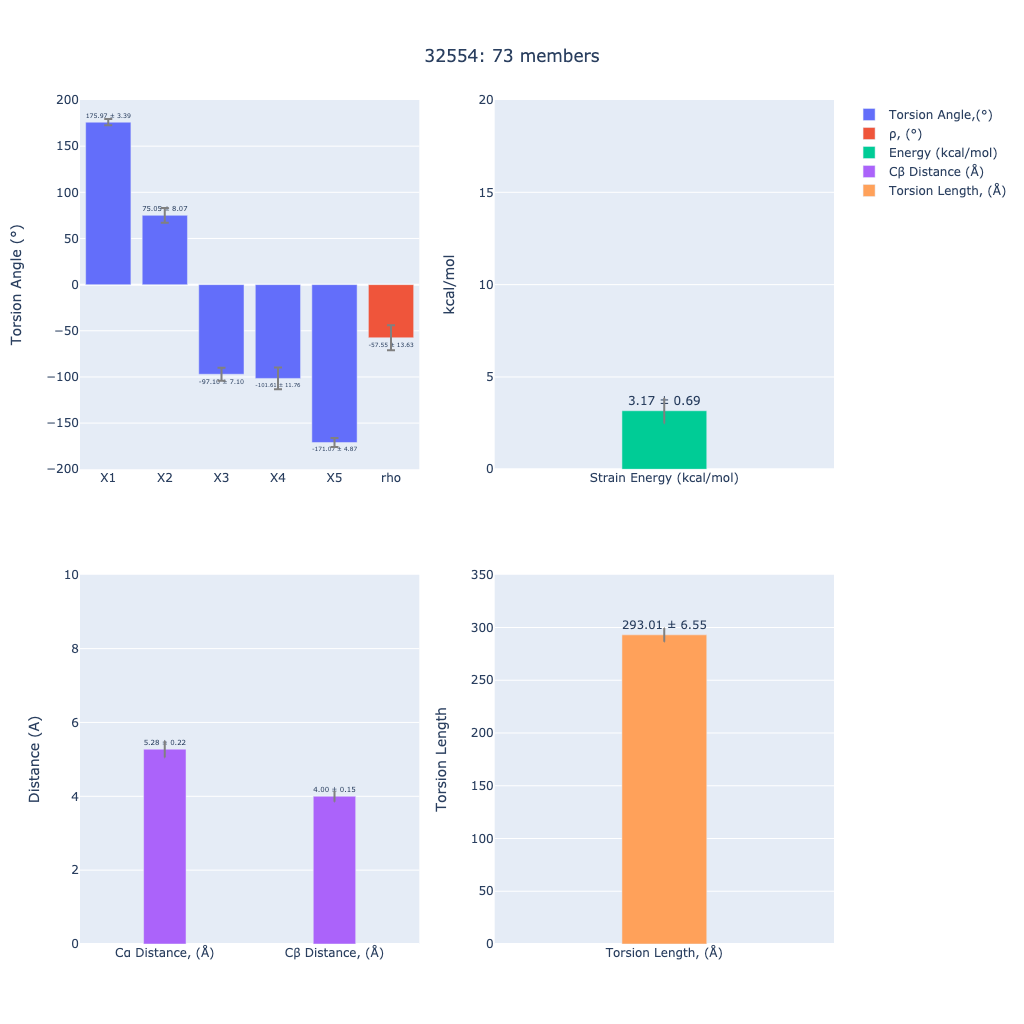 32554: 73 members
Torsion Angle (°)
200
150
100
50
0
−50
−100
−150
−200
175.97 ± 3.39
75.05 ± 8.07
-97.10 ± 7.10
-101.61 ± 11.76
-171.07 ± 4.87
-57.55 ± 13.63
X1 X2 X3 X4 X5 rho
kcal/mol
20
15
10
5
0
3.17 ± 0.69
Strain Energy (kcal/mol)
Torsion Angle,(°)
ρ, (°)
Energy (kcal/mol)
Cβ Distance (Å)
Torsion Length, (Å)
Distance (A)
10
8
6
4
2
0
5.28 ± 0.22
4.00 ± 0.15
Cα Distance, (Å) Cβ Distance, (Å)
Torsion Length
350
300
250
200
150
100
50
0
293.01 ± 6.55
Torsion Length, (Å)